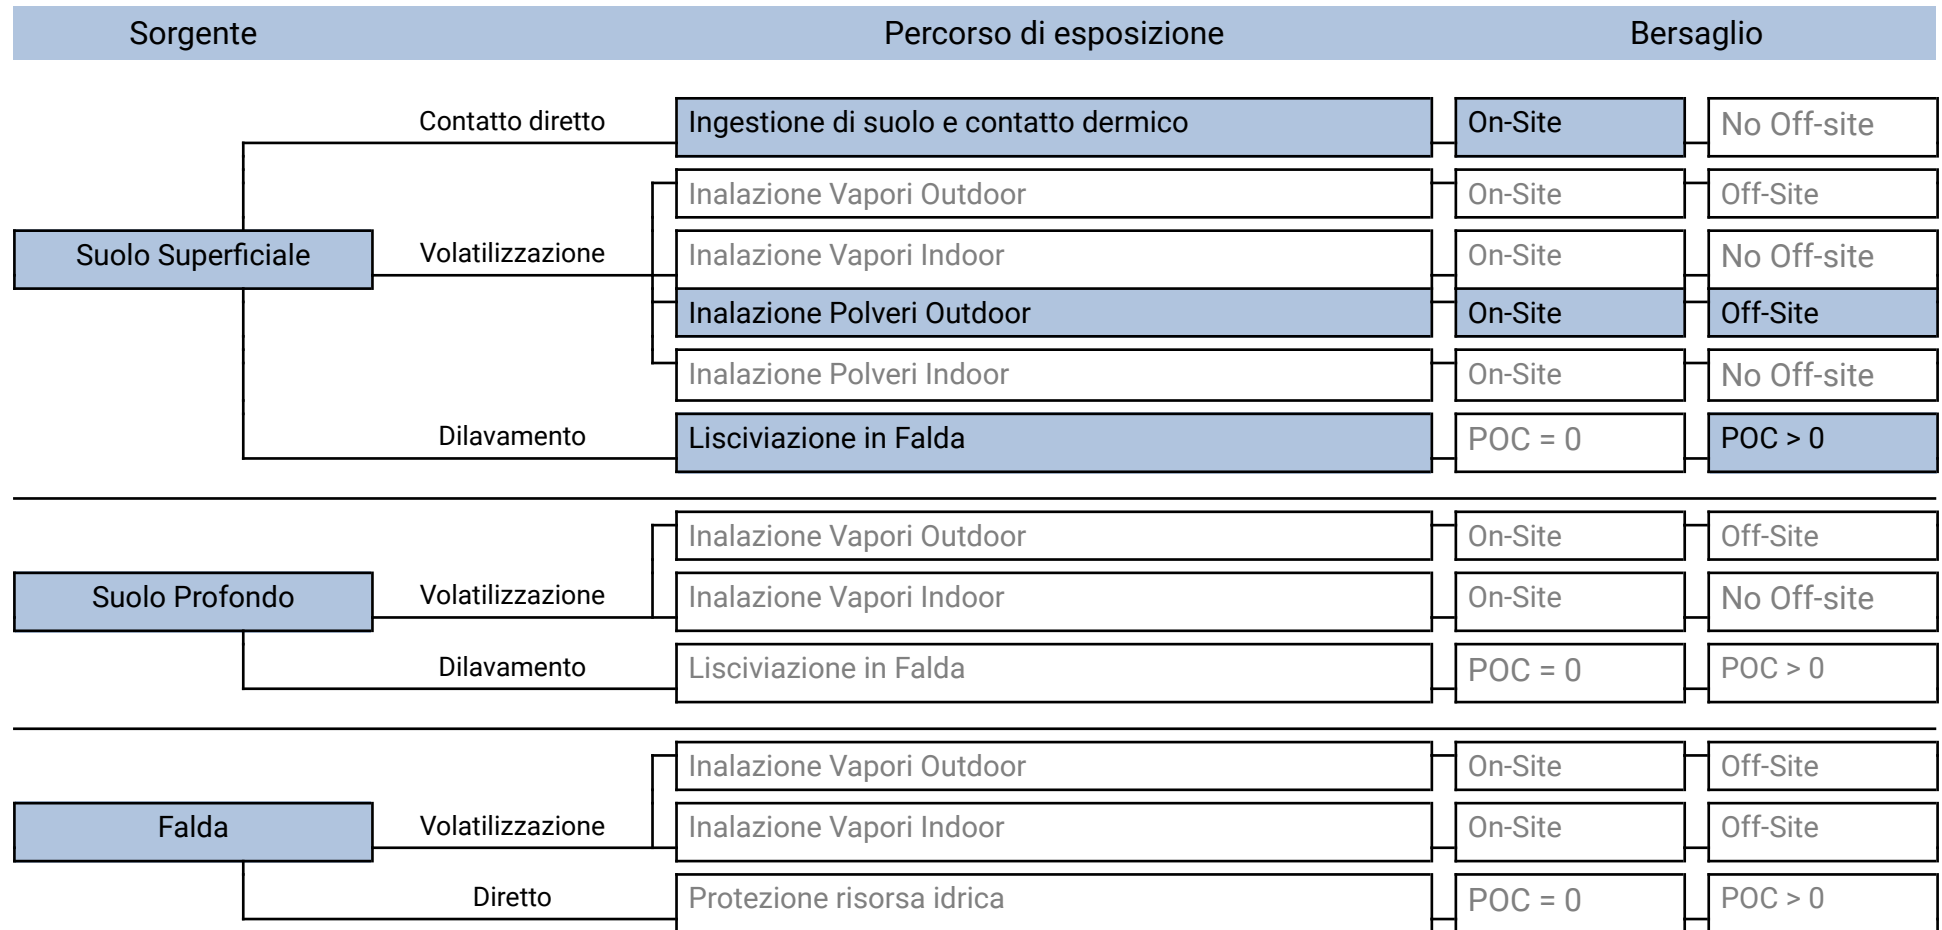 Sorgente Percorso di esposizione Bersaglio
Contatto diretto Ingestione di suolo e contatto dermico On-Site No Off-site
Inalazione Vapori Outdoor On-Site Off-Site
Suolo Superficiale Volatilizzazione Inalazione Vapori Indoor On-Site No Off-site
Inalazione Polveri Outdoor On-Site Off-Site
Inalazione Polveri Indoor On-Site No Off-site
Dilavamento Lisciviazione in Falda POC = 0 POC > 0
Inalazione Vapori Outdoor On-Site Off-Site
Suolo Profondo Volatilizzazione Inalazione Vapori Indoor On-Site No Off-site
Dilavamento Lisciviazione in Falda POC = 0 POC > 0
Inalazione Vapori Outdoor On-Site Off-Site
Falda Volatilizzazione Inalazione Vapori Indoor On-Site Off-Site
Diretto Protezione risorsa idrica POC = 0 POC > 0